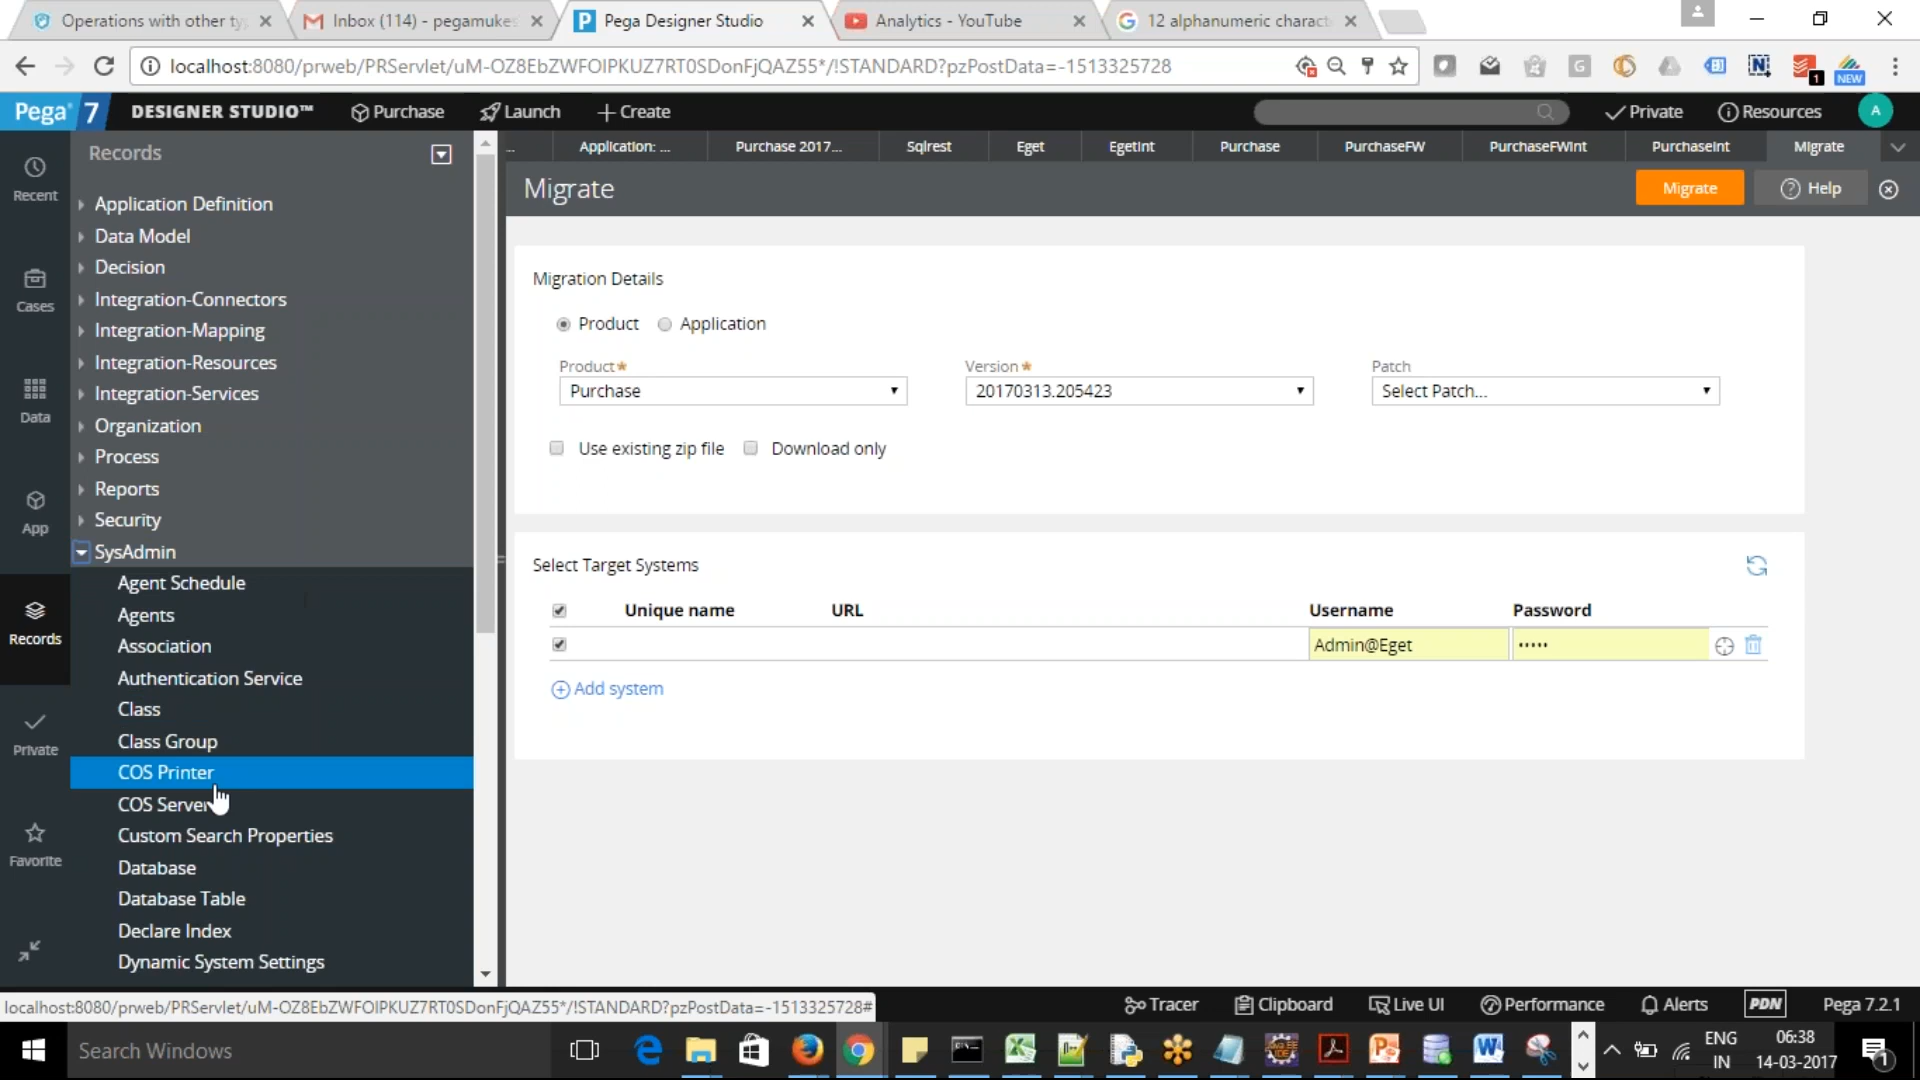 Operations with other ty
Inbox (114) - pegamukes
Pega Designer Studio
Analytics - YouTube
12 alphanumeric charact
localhost:8080/prweb/PRServlet/uM-OZ8EbZWFOlPKUZ7RT0SDonFjQAZ55*/!STANDARD?pzPostData=-1513325728
1
NEW
Pega 7
DESIGNER STUDIO™
Purchase
Launch
Create
Private
Resources
A
Recent
Cases
Data
App
Records
Private
Favorite
Records
Application Definition
Data Model
Decision
Integration-Connectors
Integration-Mapping
Integration-Resources
Integration-Services
Organization
Process
Reports
Security
SysAdmin
Agent Schedule
Agents
Association
Authentication Service
Class
Class Group
COS Printer
COS Server
Custom Search Properties
Database
Database Table
Declare Index
Dynamic System Settings
...
Application: ...
Purchase 2017...
Sqlrest
Eget
EgetInt
Purchase
PurchaseFW
PurchaseFWInt
PurchaseInt
Migrate
Migrate
Migrate
Help
Migration Details
Product
Application
Product*
Version*
Patch
Purchase
20170313.205423
Select Patch...
Use existing zip file
Download only
Select Target Systems
Unique name
URL
Username
Password
Admin@Eget
•••••
Add system
localhost:8080/prweb/PRServlet/uM-OZ8EbZWFOlPKUZ7RT0SDonFjQAZ55*/!STANDARD?pzPostData=-1513325728#
Tracer
Clipboard
Live UI
Performance
Alerts
PDN
Pega 7.2.1
Search Windows
ENG
IN
06:38
14-03-2017
1